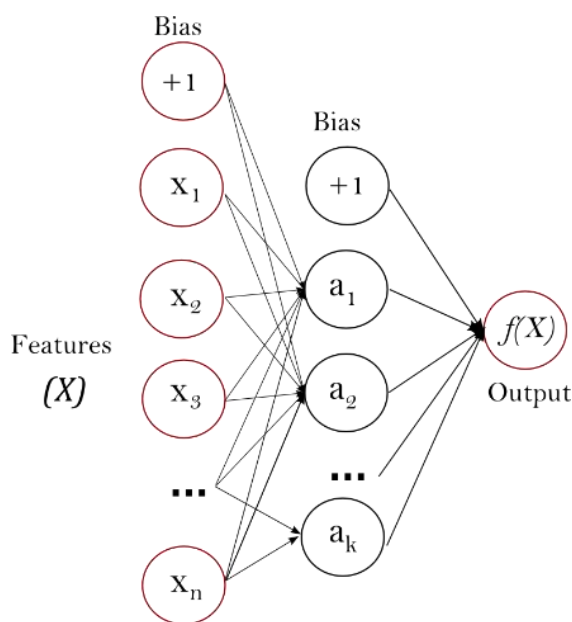 Bias
+1
x₁
x₂
x₃
...
xₙ
Features
(X)
Bias
+1
a₁
a₂
...
aₖ
f(X)
Output